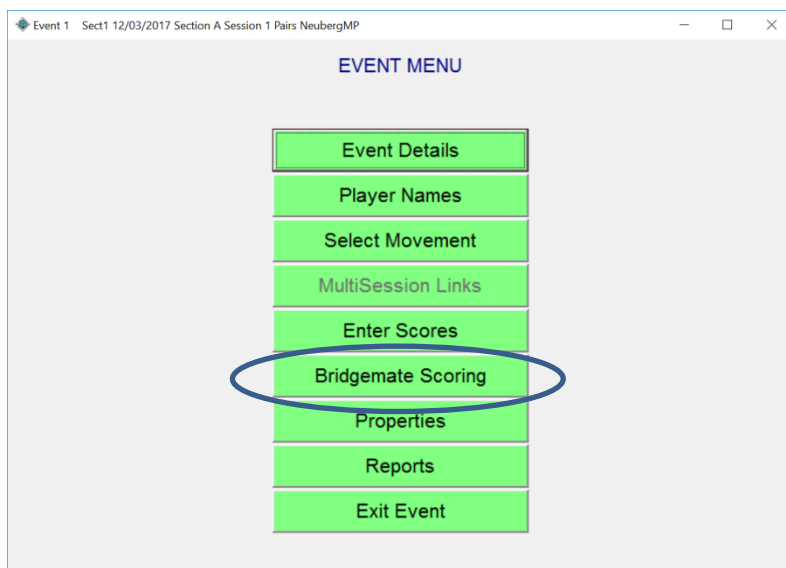 Event 1 Sect1 12/03/2017 Section A Session 1 Pairs NeubergMP
EVENT MENU
Event Details
Player Names
Select Movement
MultiSession Links
Enter Scores
Bridgemate Scoring
Properties
Reports
Exit Event